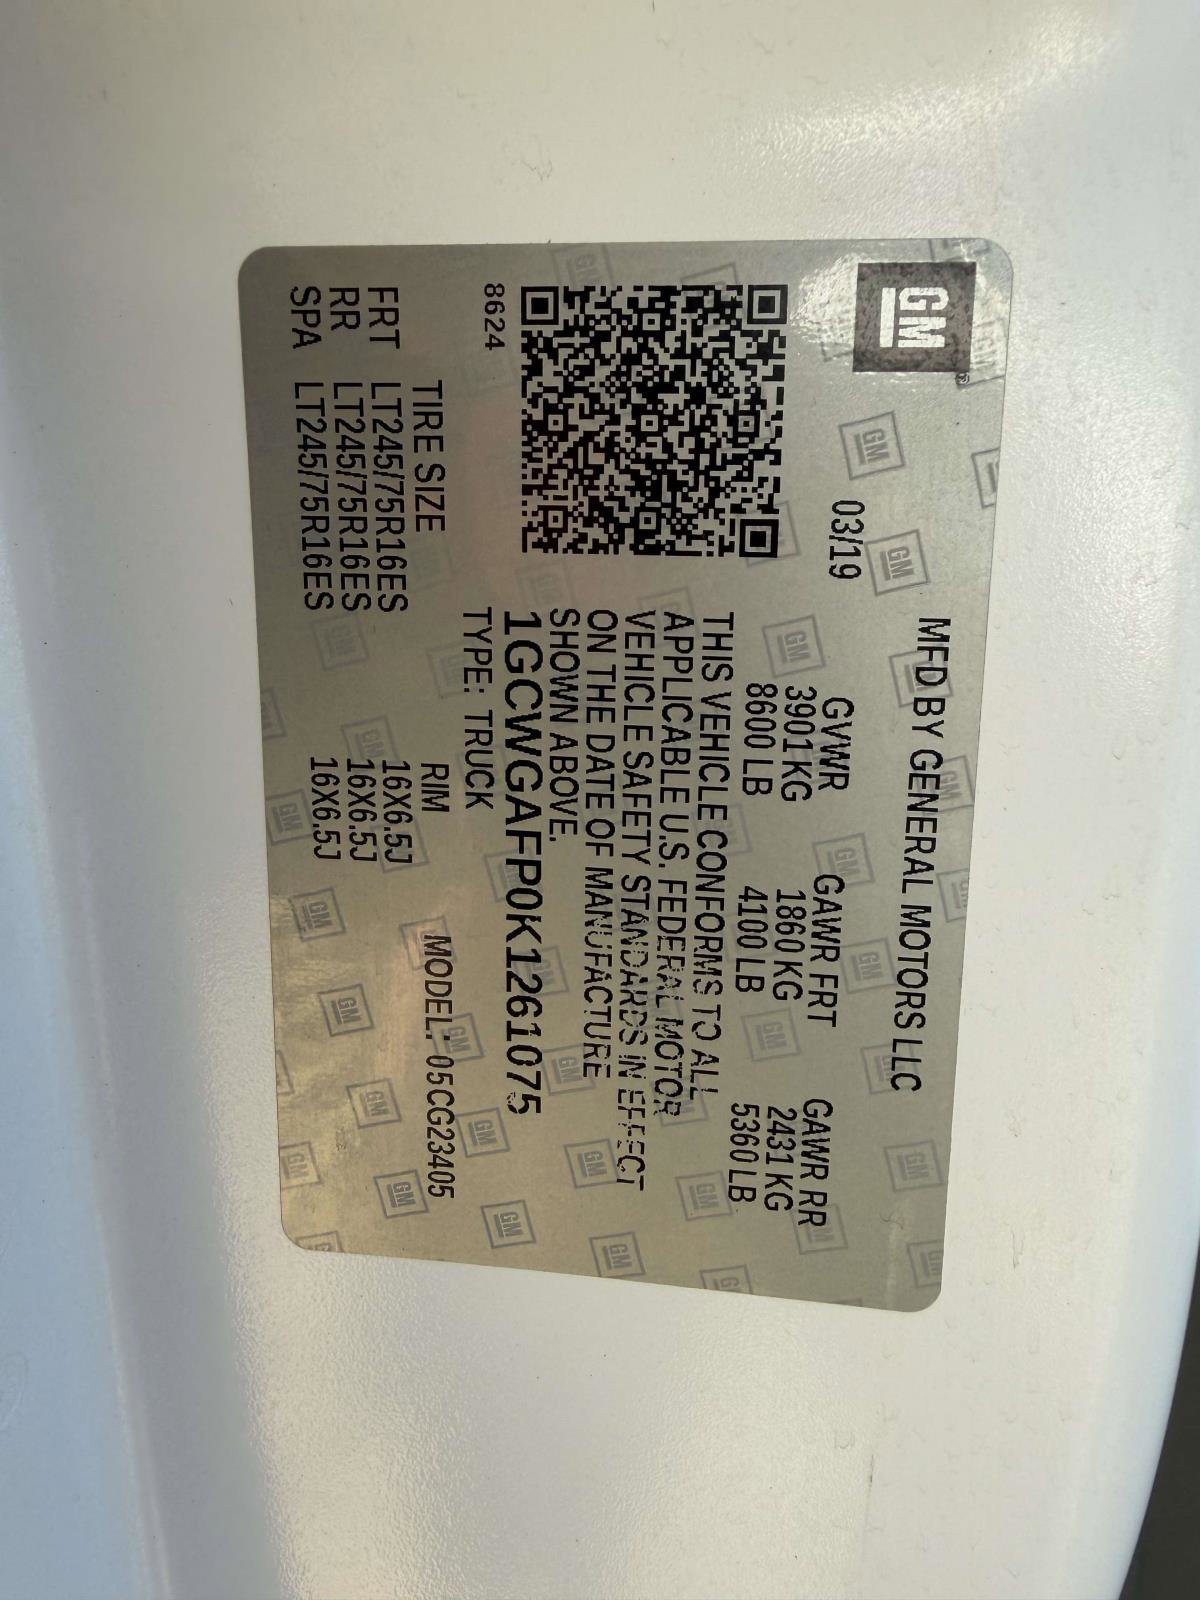 GM
MFD BY GENERAL MOTORS LLC
03/19
GVWR GAWR FRT GAWR RR
3901 KG 1860 KG 2431 KG
8600 LB 4100 LB 5360 LB
THIS VEHICLE CONFORMS TO ALL
APPLICABLE U.S. FEDERAL MOTOR
VEHICLE SAFETY STANDARDS IN EFFECT
ON THE DATE OF MANUFACTURE
SHOWN ABOVE.
1GCWGAFP0K1261075
8624 TYPE: TRUCK
TIRE SIZE RIM MODEL: 05CG23405
FRT LT245/75R16ES 16X6.5J
RR LT245/75R16ES 16X6.5J
SPA LT245/75R16ES 16X6.5J